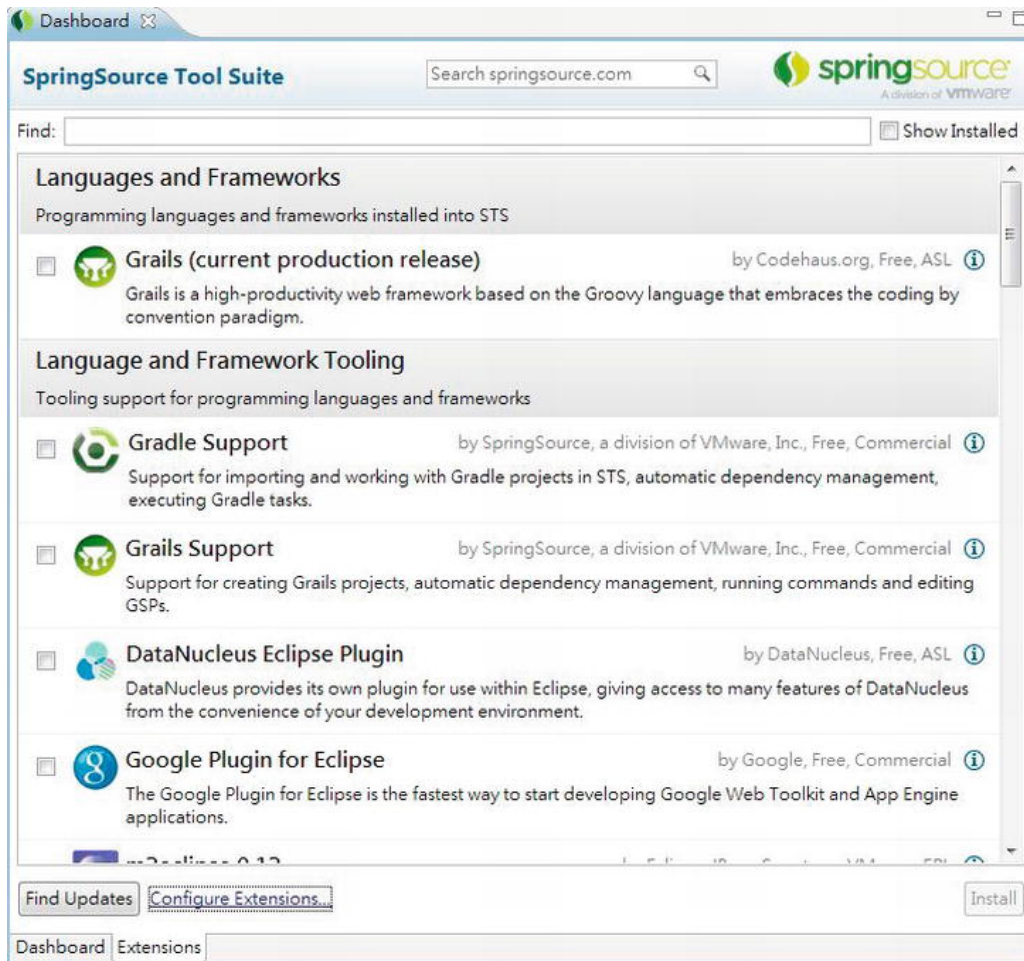 Dashboard
SpringSource Tool Suite
Search springsource.com
springsource
A division of vmware
Find:
Show Installed
Languages and Frameworks
Programming languages and frameworks installed into STS
Grails (current production release)
by Codehaus.org, Free, ASL
Grails is a high-productivity web framework based on the Groovy language that embraces the coding by
convention paradigm.
Language and Framework Tooling
Tooling support for programming languages and frameworks
Gradle Support
by SpringSource, a division of VMware, Inc., Free, Commercial
Support for importing and working with Gradle projects in STS, automatic dependency management,
executing Gradle tasks.
Grails Support
by SpringSource, a division of VMware, Inc., Free, Commercial
Support for creating Grails projects, automatic dependency management, running commands and editing
GSPs.
DataNucleus Eclipse Plugin
by DataNucleus, Free, ASL
DataNucleus provides its own plugin for use within Eclipse, giving access to many features of DataNucleus
from the convenience of your development environment.
Google Plugin for Eclipse
by Google, Free, Commercial
The Google Plugin for Eclipse is the fastest way to start developing Google Web Toolkit and App Engine
applications.
Find Updates
Configure Extensions...
Install
Dashboard
Extensions